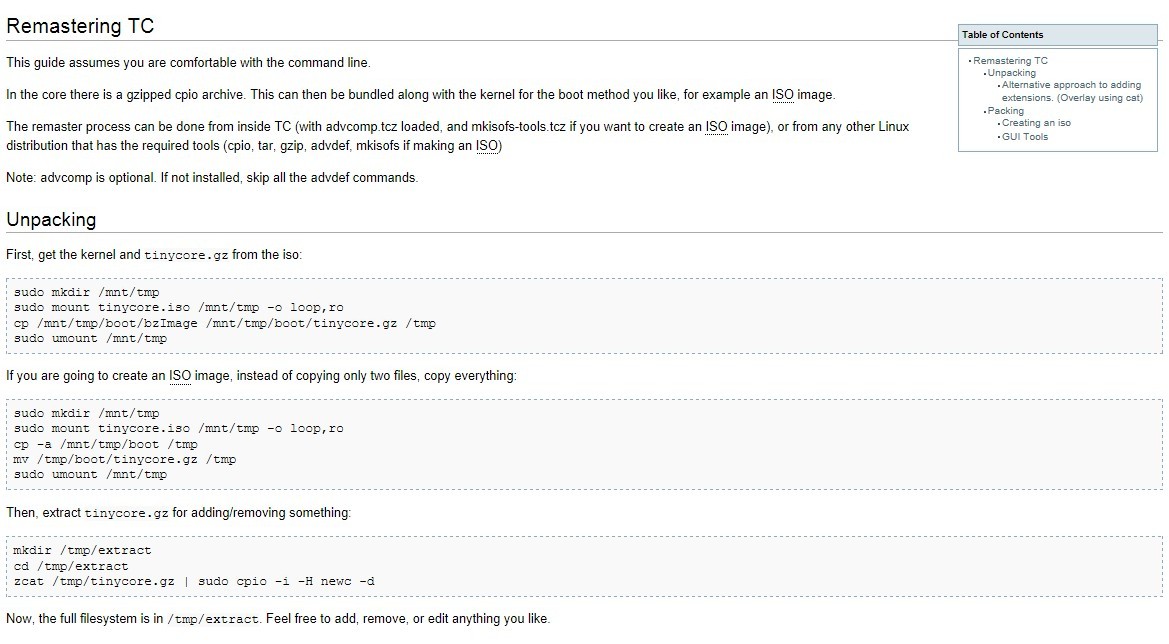 Remastering TC
Table of Contents
This guide assumes you are comfortable with the command line.
Remastering TC
Unpacking
Alternative approach to adding
extensions. (Overlay using cat)
Packing
Creating an iso
GUI Tools
In the core there is a gzipped cpio archive. This can then be bundled along with the kernel for the boot method you like, for example an ISO image.
The remaster process can be done from inside TC (with advcomp.tcz loaded, and mkisofs-tools.tcz if you want to create an ISO image), or from any other Linux
distribution that has the required tools (cpio, tar, gzip, advdef, mkisofs if making an ISO)
Note: advcomp is optional. If not installed, skip all the advdef commands.
Unpacking
First, get the kernel and tinycore.gz from the iso:
sudo mkdir /mnt/tmp
sudo mount tinycore.iso /mnt/tmp -o loop,ro
cp /mnt/tmp/boot/bzImage /mnt/tmp/boot/tinycore.gz /tmp
sudo umount /mnt/tmp
If you are going to create an ISO image, instead of copying only two files, copy everything:
sudo mkdir /mnt/tmp
sudo mount tinycore.iso /mnt/tmp -o loop,ro
cp -a /mnt/tmp/boot /tmp
mv /tmp/boot/tinycore.gz /tmp
sudo umount /mnt/tmp
Then, extract tinycore.gz for adding/removing something:
mkdir /tmp/extract
cd /tmp/extract
zcat /tmp/tinycore.gz | sudo cpio -i -H newc -d
Now, the full filesystem is in /tmp/extract. Feel free to add, remove, or edit anything you like.